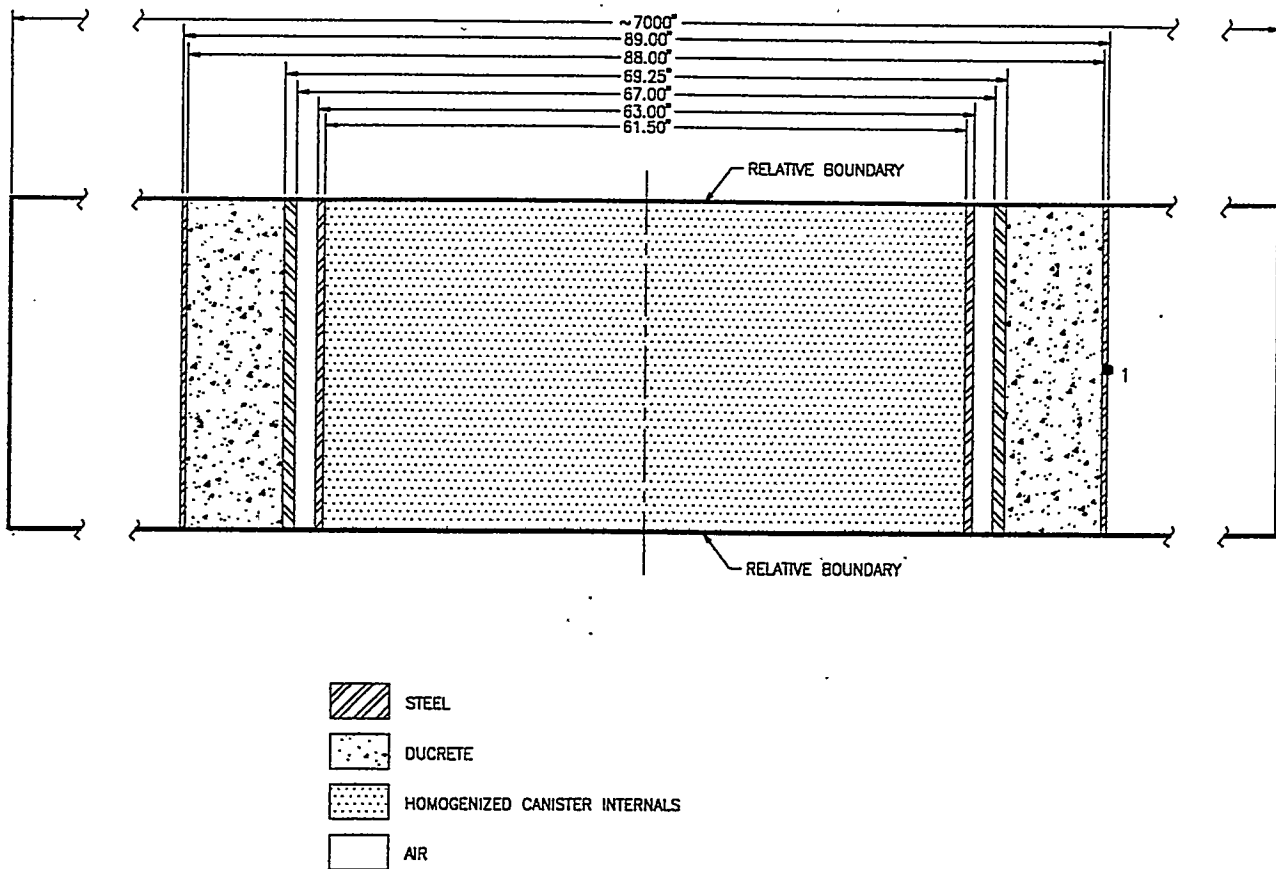 ~7000"
89.00"
88.00"
69.25"
67.00"
63.00"
61.50"
RELATIVE BOUNDARY
1
RELATIVE BOUNDARY
STEEL
DUCRETE
HOMOGENIZED CANISTER INTERNALS
AIR